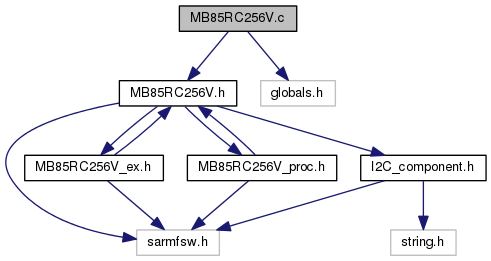 MB85RC256V.c
MB85RC256V.h
globals.h
MB85RC256V_ex.h
MB85RC256V_proc.h
I2C_component.h
sarmfsw.h
string.h